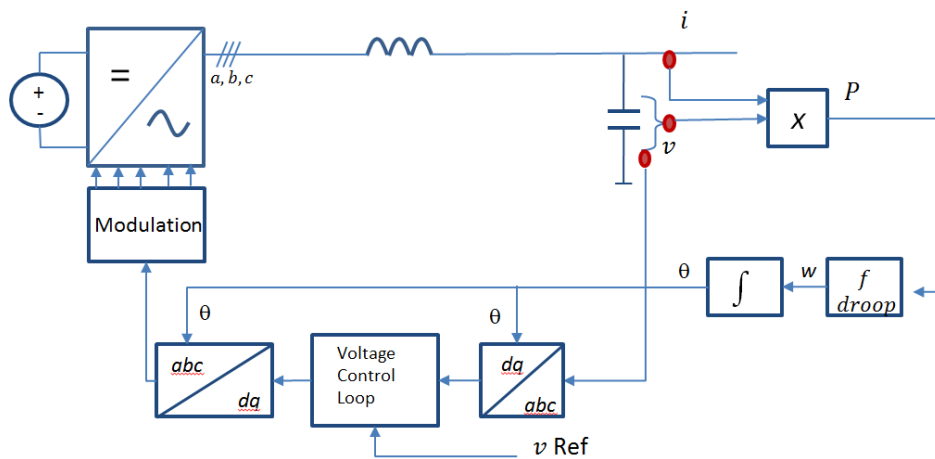 i
+
-
=
a, b, c
P
X
v
Modulation
θ
w
∫
f
droop
θ
θ
abc
dq
Voltage
Control
Loop
dq
abc
v Ref